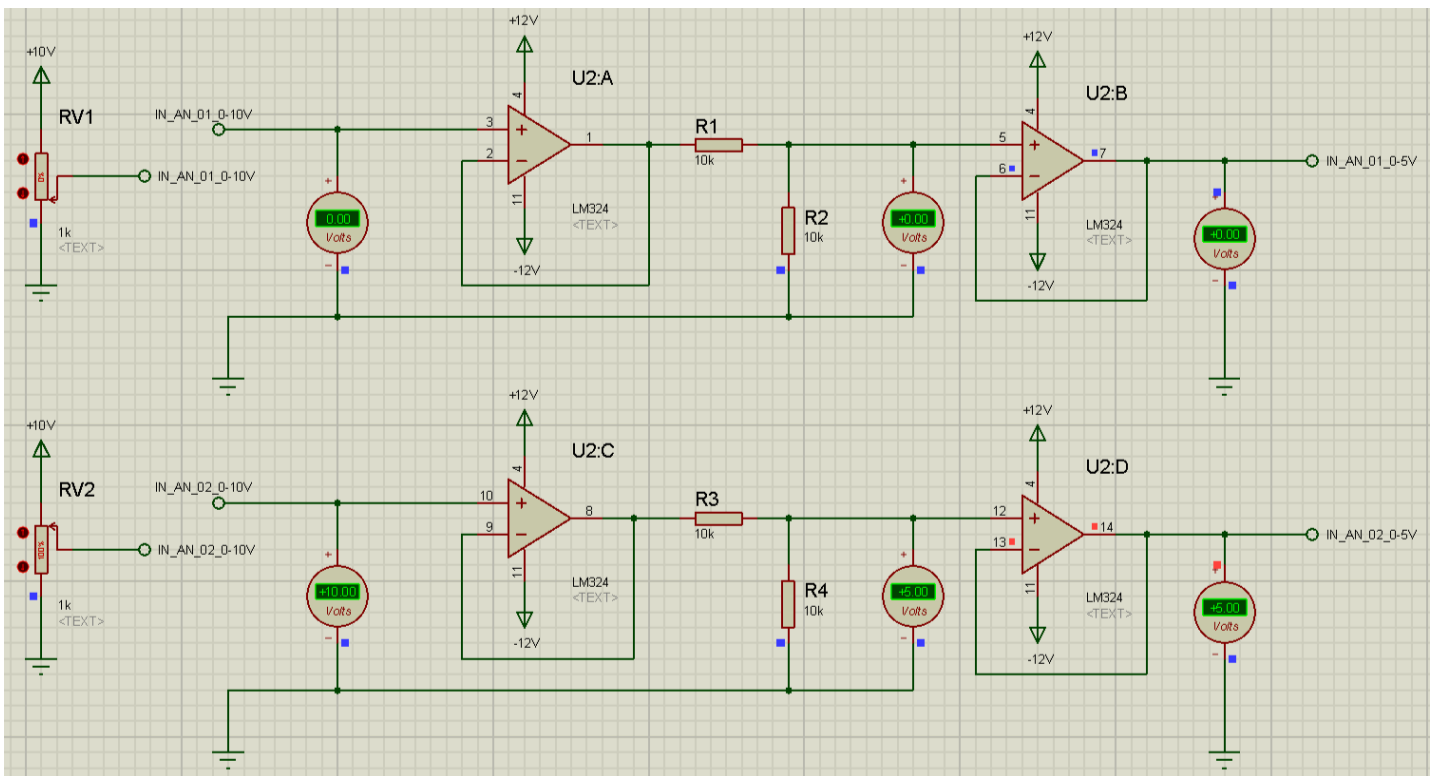 +12V
+12V
U2:A
+10V
U2:B
4
4
RV1
IN_AN_01_0-10V
R1
3
1
5
2
10k
7
IN_AN_01_0-5V
0%
IN_AN_01_0-10V
6
11
0.00
Volts
LM324
<TEXT>
R2
10k
+0.00
Volts
11
LM324
<TEXT>
+0.00
Volts
1k
<TEXT>
-12V
-12V
+12V
+12V
U2:C
+10V
U2:D
4
4
RV2
IN_AN_02_0-10V
R3
10
8
12
9
10k
14
IN_AN_02_0-5V
100%
IN_AN_02_0-10V
13
11
+10.00
Volts
LM324
<TEXT>
R4
10k
+5.00
Volts
11
LM324
<TEXT>
+5.00
Volts
1k
<TEXT>
-12V
-12V